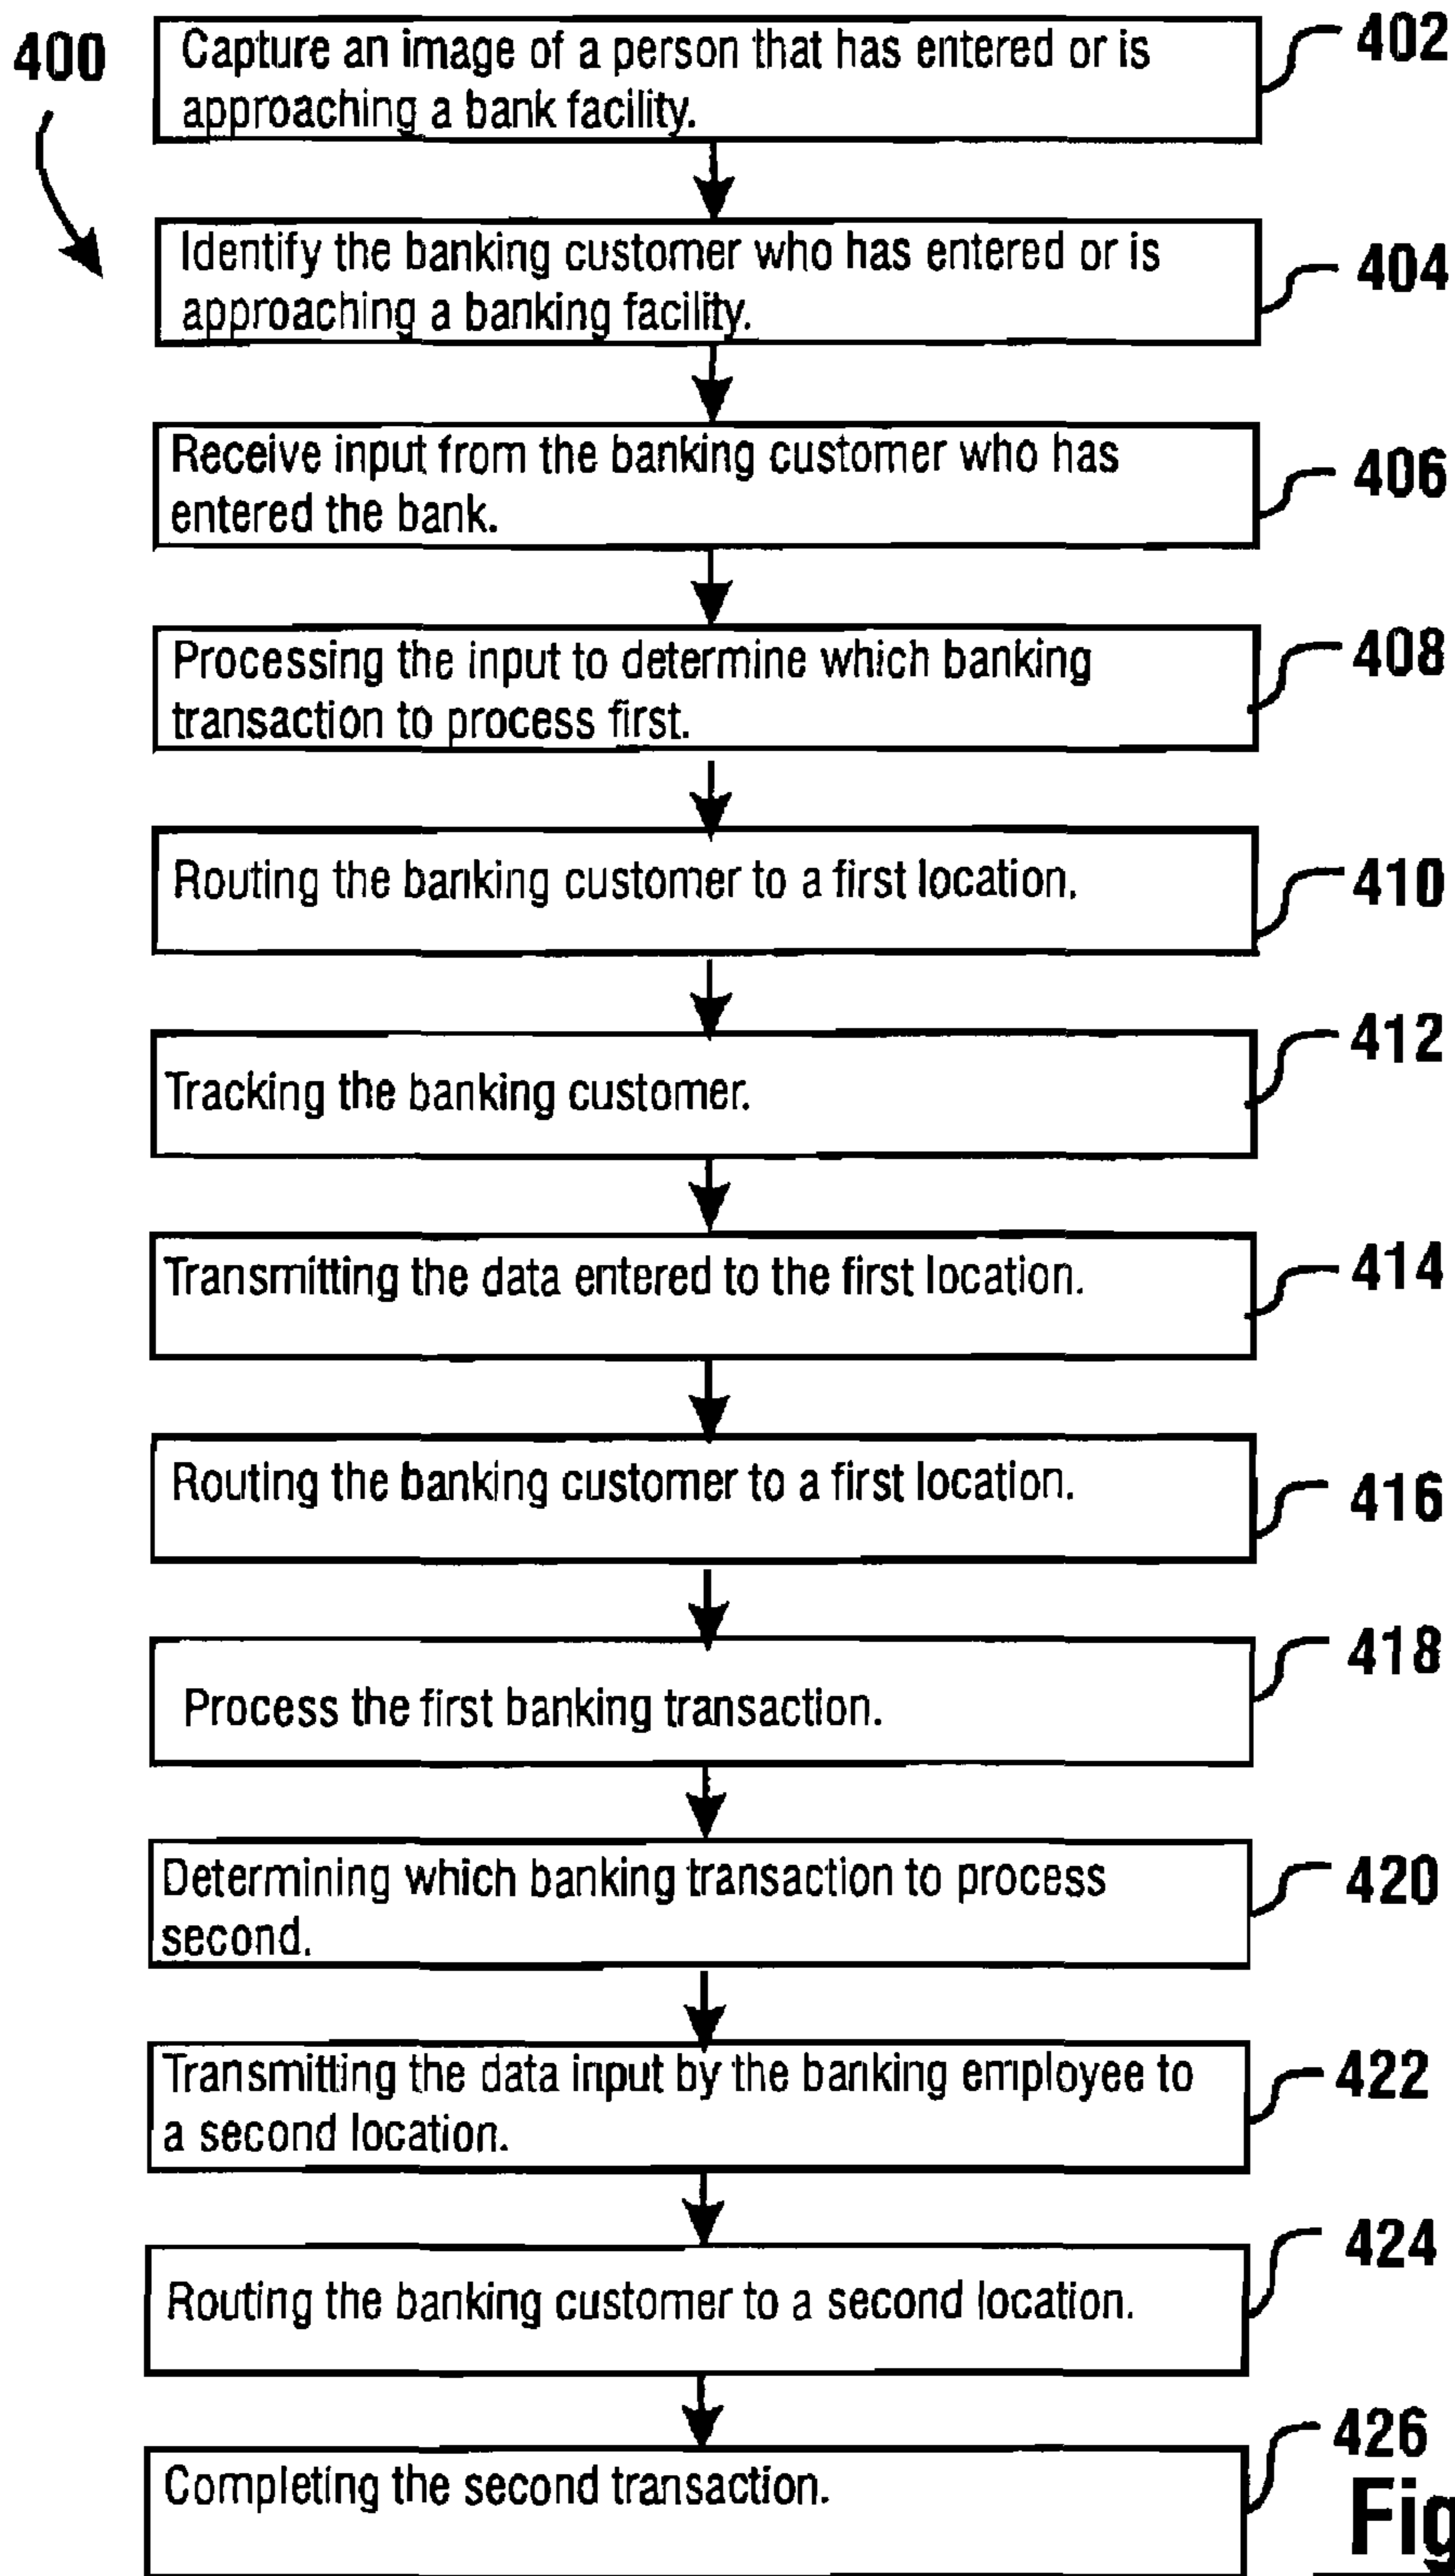 400
Capture an image of a person that has entered or is
approaching a bank facility.
402
Identify the banking customer who has entered or is
approaching a banking facility.
404
Receive input from the banking customer who has
entered the bank.
406
Processing the input to determine which banking
transaction to process first.
408
Routing the banking customer to a first location.
410
Tracking the banking customer.
412
Transmitting the data entered to the first location.
414
Routing the banking customer to a first location.
416
Process the first banking transaction.
418
Determining which banking transaction to process
second.
420
Transmitting the data input by the banking employee to
a second location.
422
Routing the banking customer to a second location.
424
Completing the second transaction.
426